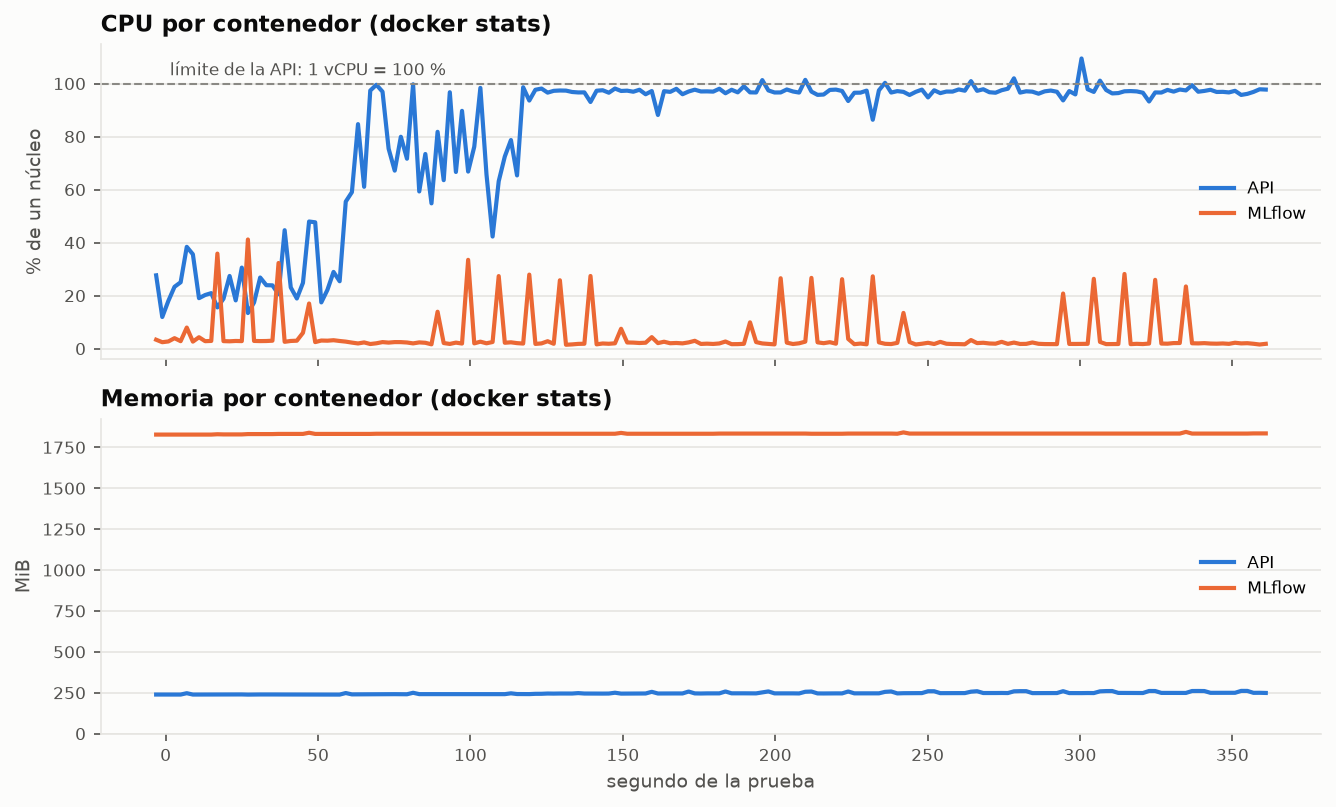 CPU por contenedor (docker stats)
límite de la API: 1 vCPU = 100 %
100
80
60
40
20
0
% de un núcleo
API
MLflow
Memoria por contenedor (docker stats)
1750
1500
1250
1000
750
500
250
0
MiB
API
MLflow
0 50 100 150 200 250 300 350
segundo de la prueba